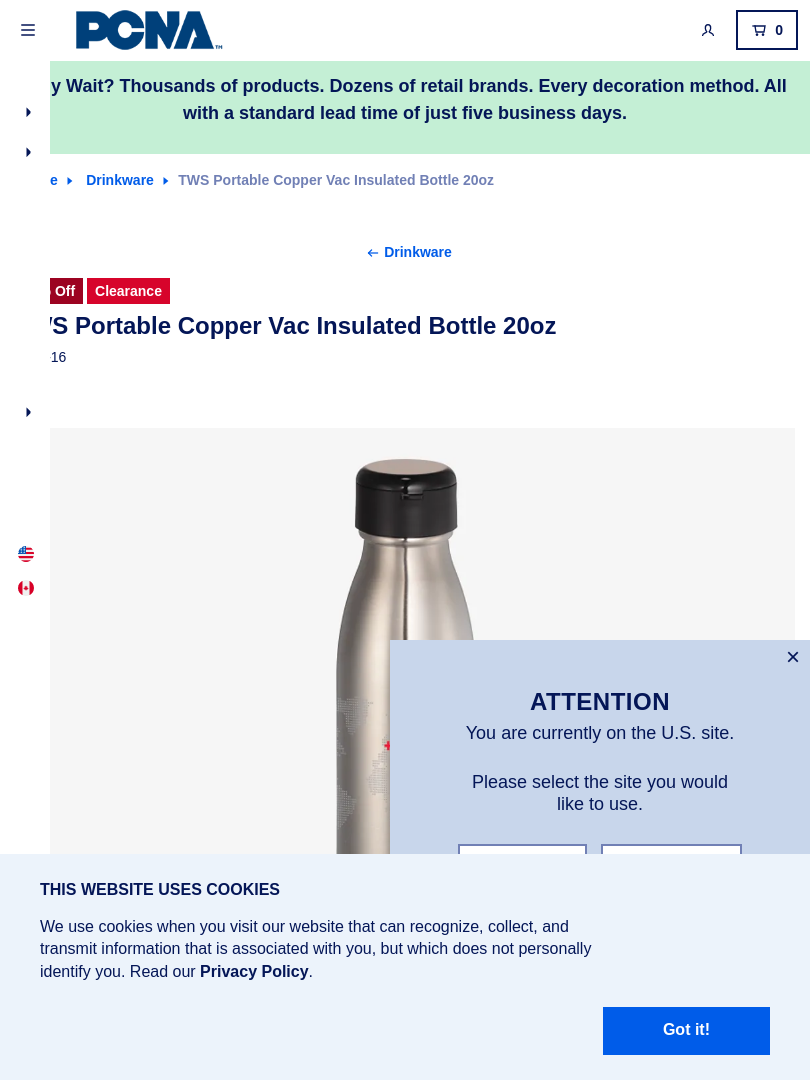 PCNA™
0
Wait? Thousands of products. Dozens of retail brands. Every decoration method. All
with a standard lead time of just five business days.
Drinkware TWS Portable Copper Vac Insulated Bottle 20oz
← Drinkware
Off Clearance
Portable Copper Vac Insulated Bottle 20oz
16
×
ATTENTION
You are currently on the U.S. site.
Please select the site you would
like to use.
THIS WEBSITE USES COOKIES
We use cookies when you visit our website that can recognize, collect, and
transmit information that is associated with you, but which does not personally
identify you. Read our Privacy Policy.
Got it!